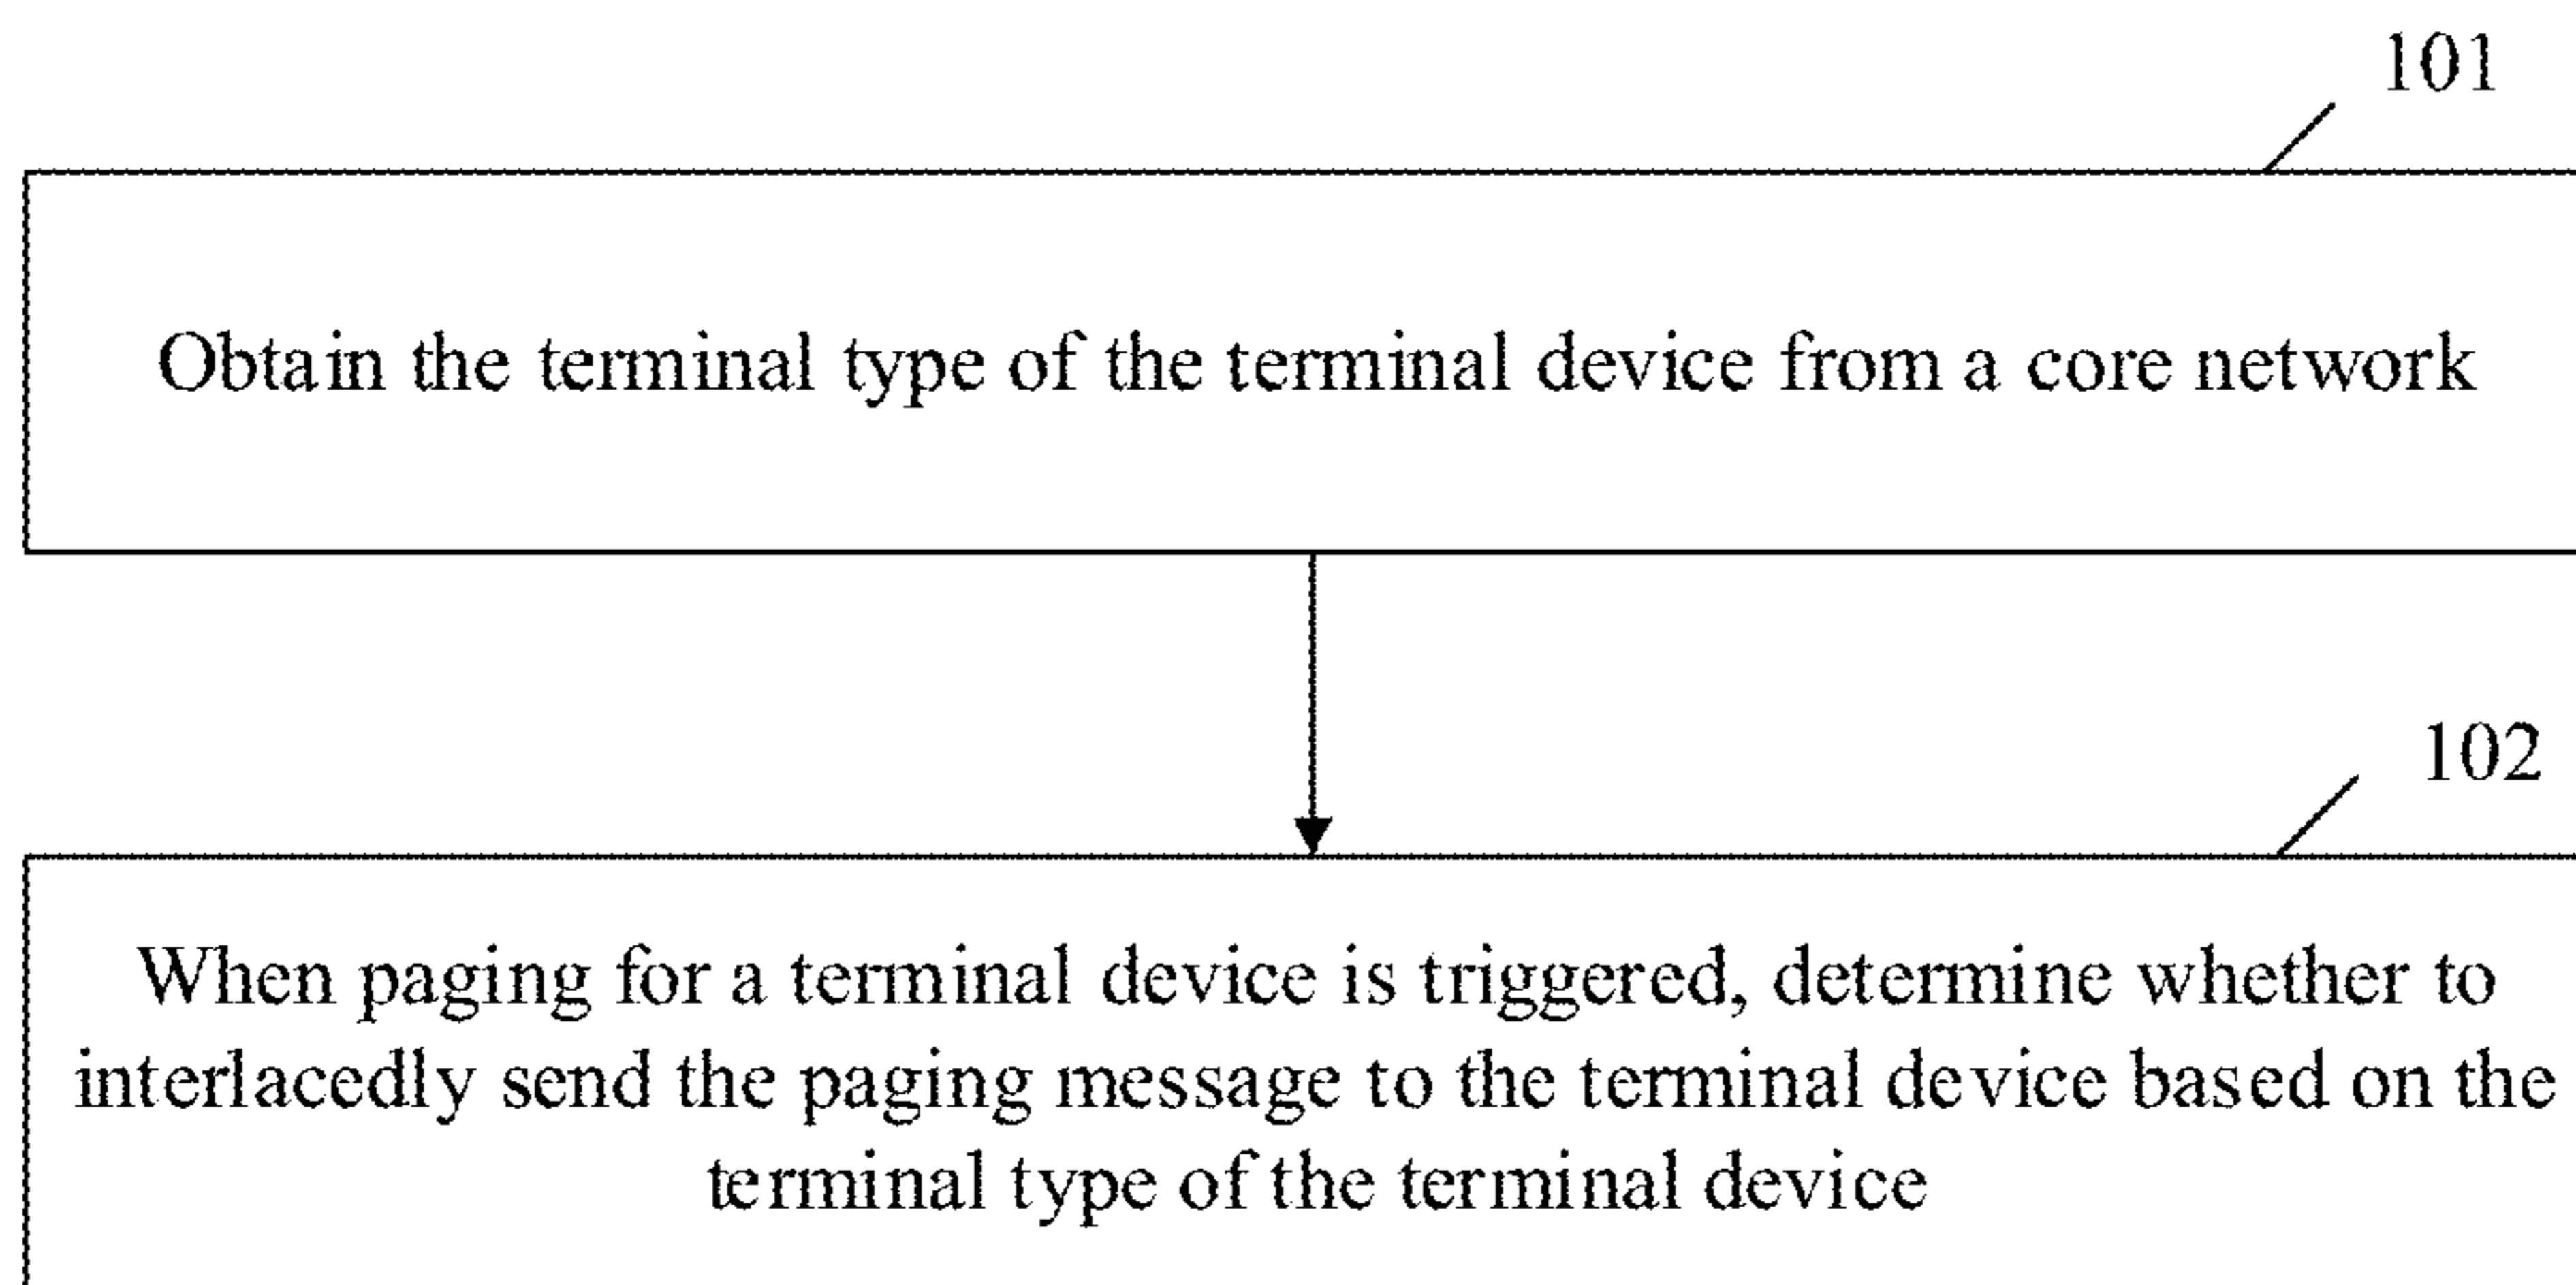 101
Obtain the terminal type of the terminal device from a core network
102
When paging for a terminal device is triggered, determine whether to
interlacedly send the paging message to the terminal device based on the
terminal type of the terminal device